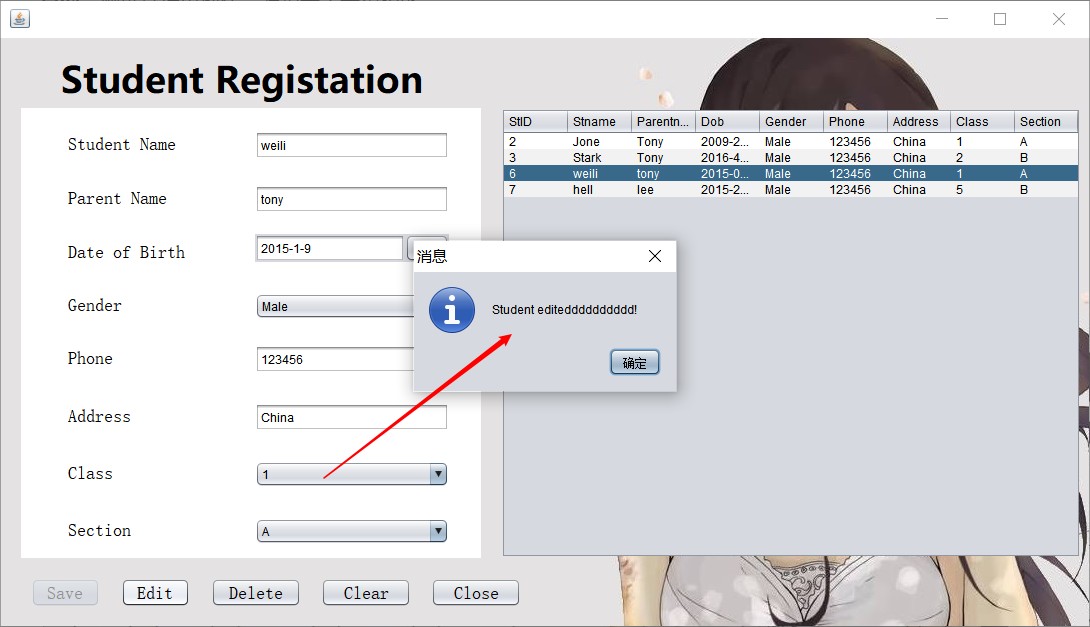 Student Registation
Student Name weili
Parent Name tony
Date of Birth 2015-1-9
Gender Male
Phone 123456
Address China
Class 1
Section A
Save Edit Delete Clear Close
StID Stname Parentn... Dob Gender Phone Address Class Section
2 Jone Tony 2009-2... Male 123456 China 1 A
3 Stark Tony 2016-4... Male 123456 China 2 B
6 weili tony 2015-0... Male 123456 China 1 A
7 hell lee 2015-2... Male 123456 China 5 B
消息
Student editeddddddddddd!
确定